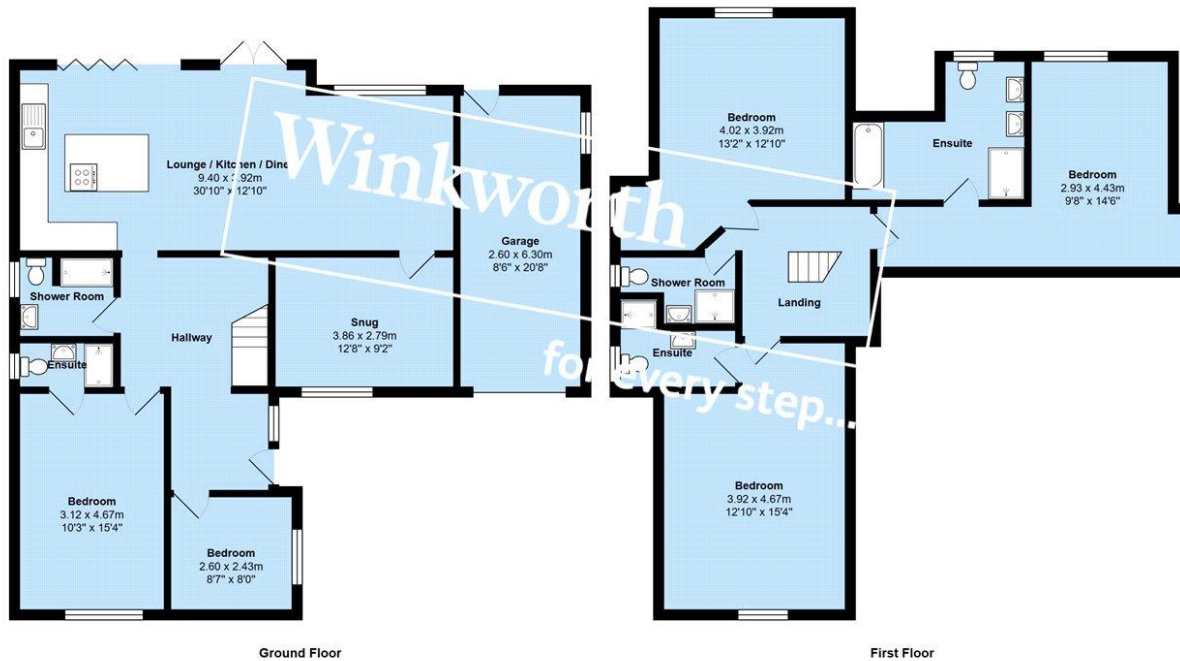 Lounge / Kitchen / Diner
9.40 x 3.92m
30'10" x 12'10"
Winkworth
for every step...
Garage
2.60 x 6.30m
8'6" x 20'8"
Shower Room
Hallway
Snug
3.86 x 2.79m
12'8" x 9'2"
Ensuite
Bedroom
3.12 x 4.67m
10'3" x 15'4"
Bedroom
2.60 x 2.43m
8'7" x 8'0"
Ground Floor
Bedroom
4.02 x 3.92m
13'2" x 12'10"
Ensuite
Bedroom
2.93 x 4.43m
9'8" x 14'6"
Shower Room
Landing
Ensuite
Bedroom
3.92 x 4.67m
12'10" x 15'4"
First Floor